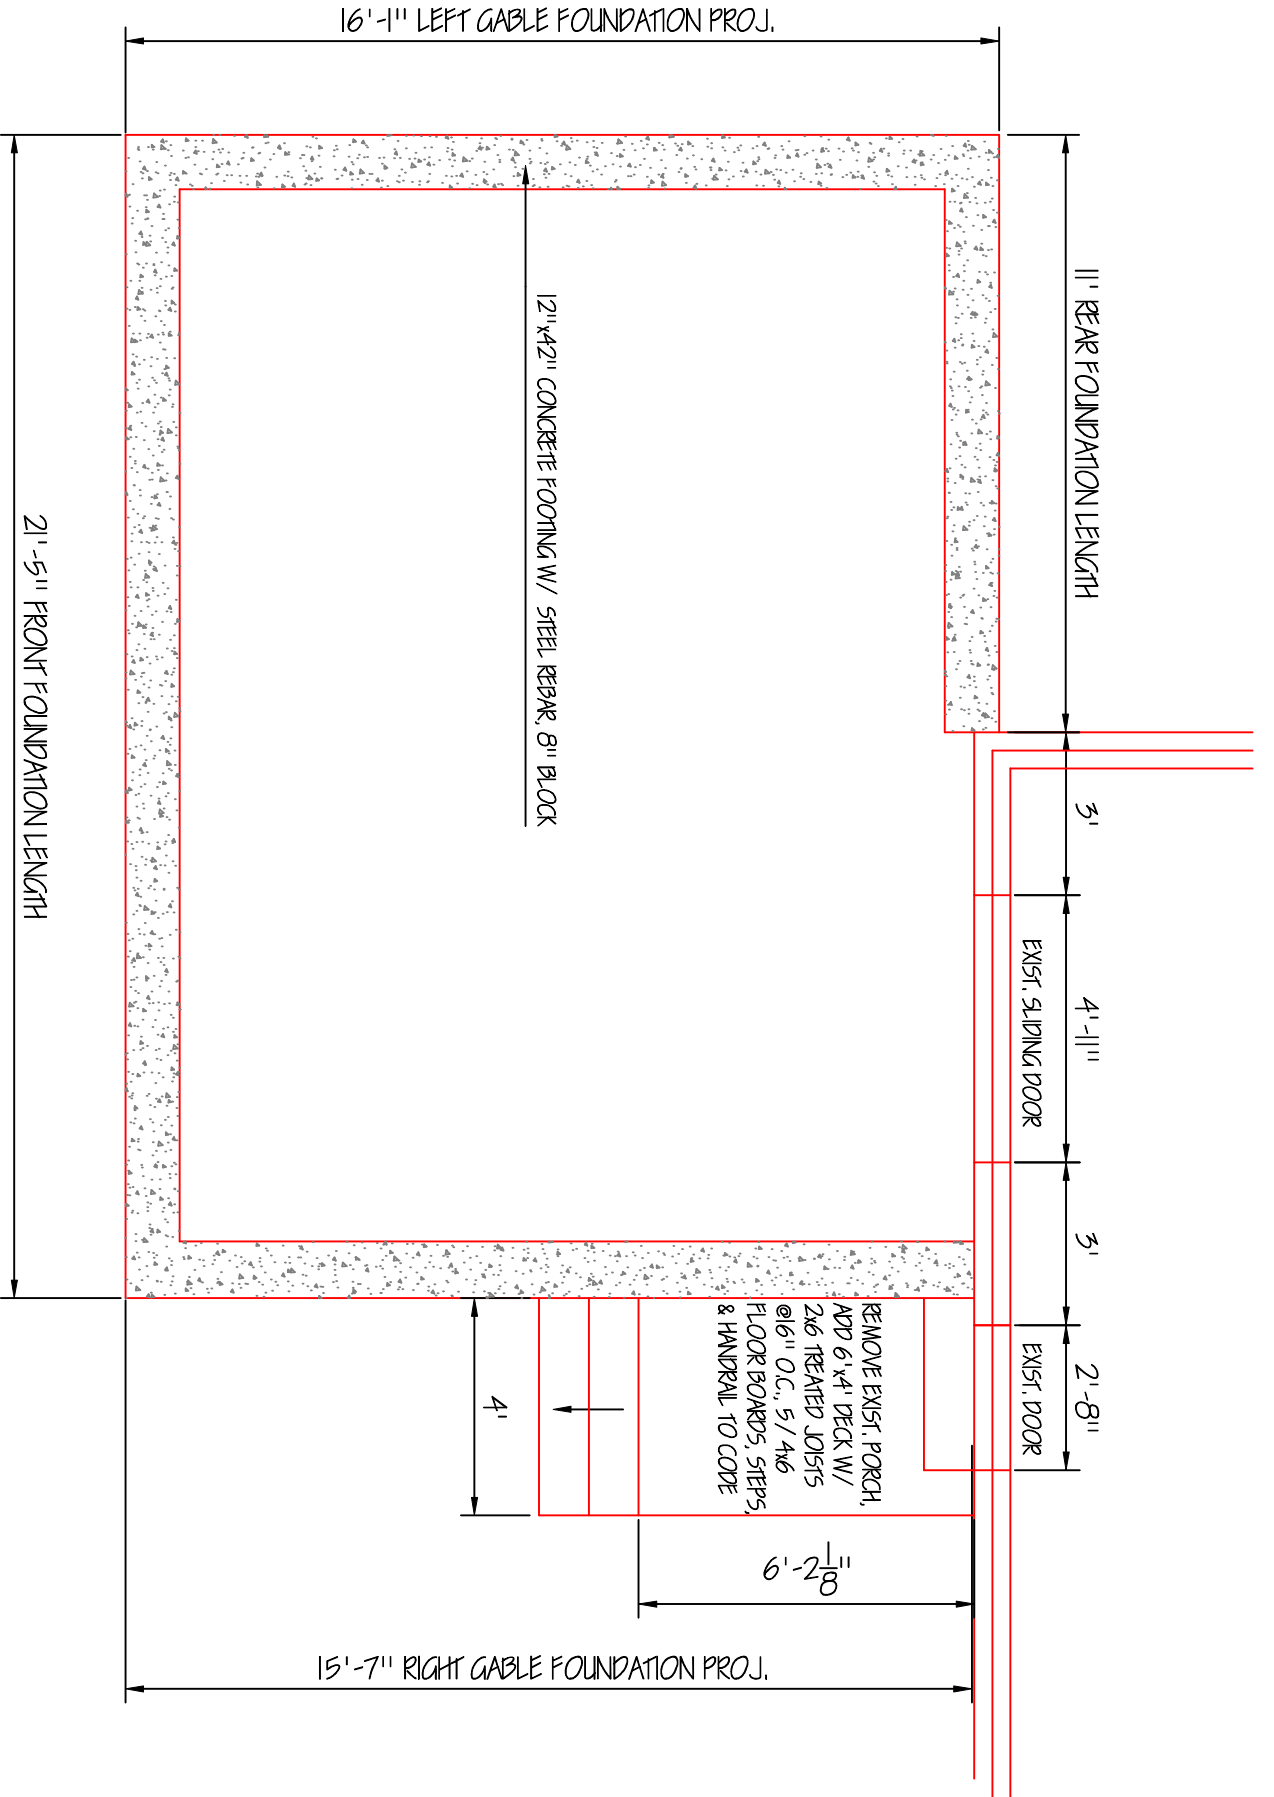 16'-1" LEFT GABLE FOUNDATION PROJ.
11' REAR FOUNDATION LENGTH
12"x42" CONCRETE FOOTING W/ STEEL REBAR, 8" BLOCK
21'-5" FRONT FOUNDATION LENGTH
3'
4'-11"
EXIST. SLIDING DOOR
3'
2'-8"
EXIST. DOOR
REMOVE EXIST. PORCH,
ADD 6'x4' DECK W/
2x6 TREATED JOISTS
@16" O.C., 5/4x6
FLOOR BOARDS, STEPS,
& HANDRAIL TO CODE
4'
6'-2 1/8"
15'-7" RIGHT GABLE FOUNDATION PROJ.